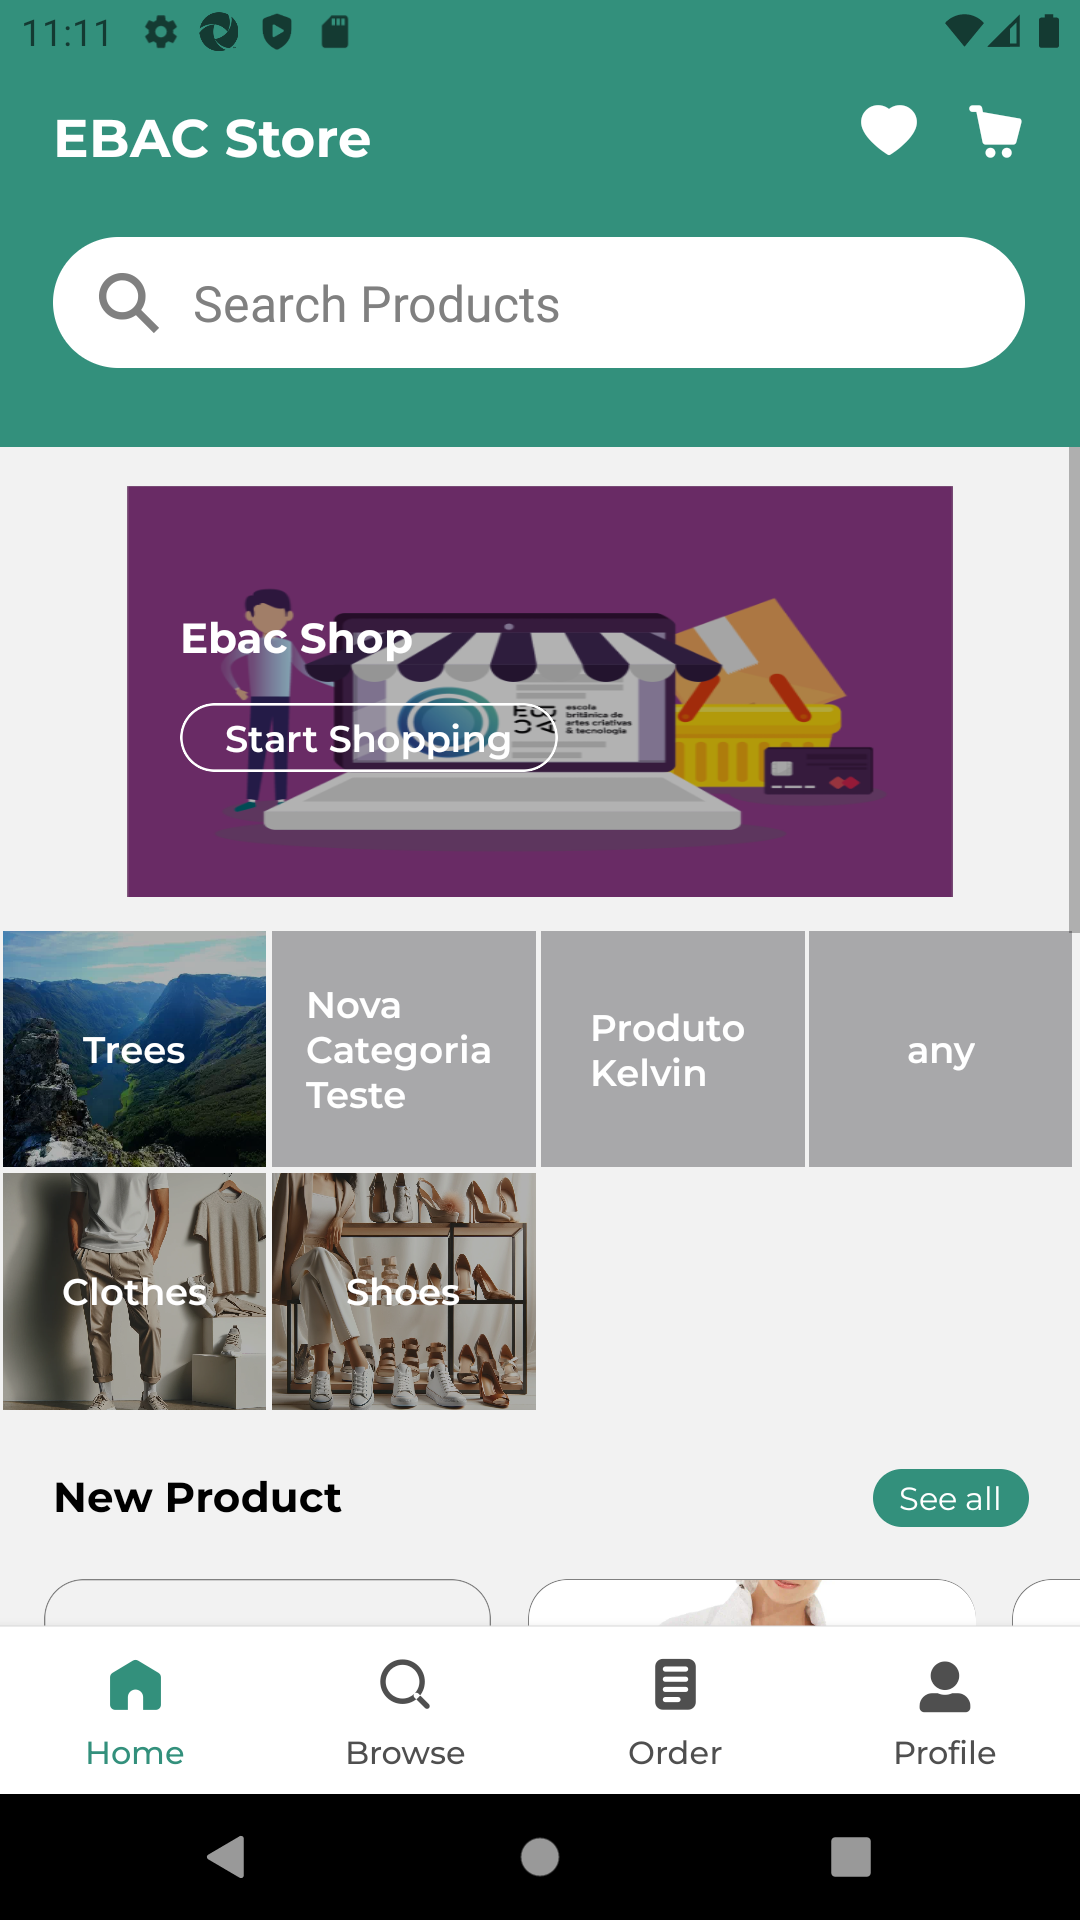 11:11
EBAC Store
Search Products
Ebac Shop
escola
britânica de
artes criativas
& tecnologia
Start Shopping
Trees
Nova
Categoria
Teste
Produto
Kelvin
any
Clothes
Shoes
New Product
See all
Home
Browse
Order
Profile